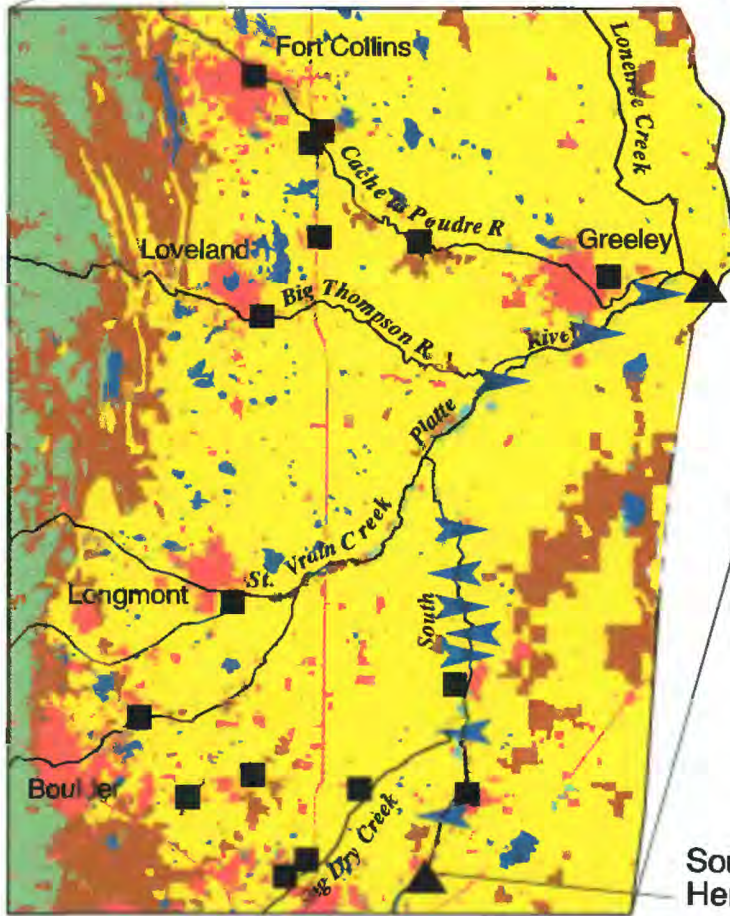 Fort Collins
Lonetree Creek
Cache la Poudre R
Loveland
Greeley
Big Thompson R.
South Platte River
St. Vrain Creek
Longmont
Boulder
Dry Creek